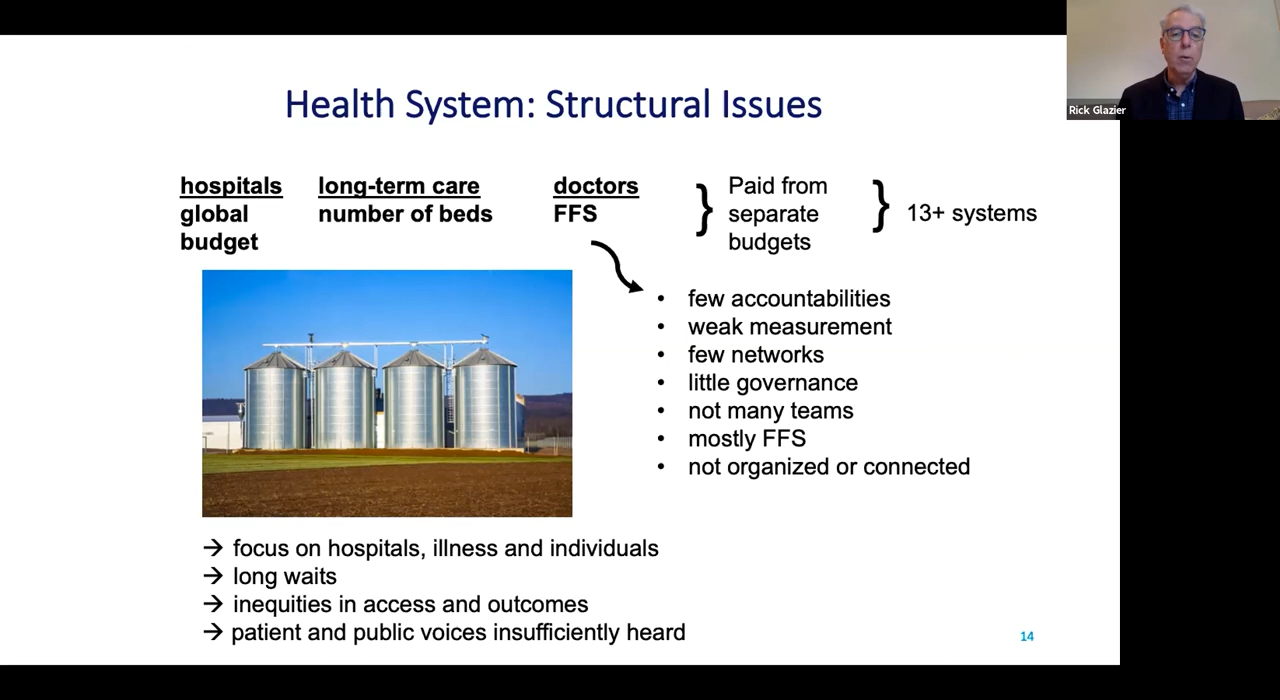 Rick Glazier
Health System: Structural Issues
hospitals
global
budget
long-term care
number of beds
doctors
FFS
} Paid from
separate
budgets
} 13+ systems
• few accountabilities
• weak measurement
• few networks
• little governance
• not many teams
• mostly FFS
• not organized or connected
→ focus on hospitals, illness and individuals
→ long waits
→ inequities in access and outcomes
→ patient and public voices insufficiently heard
14